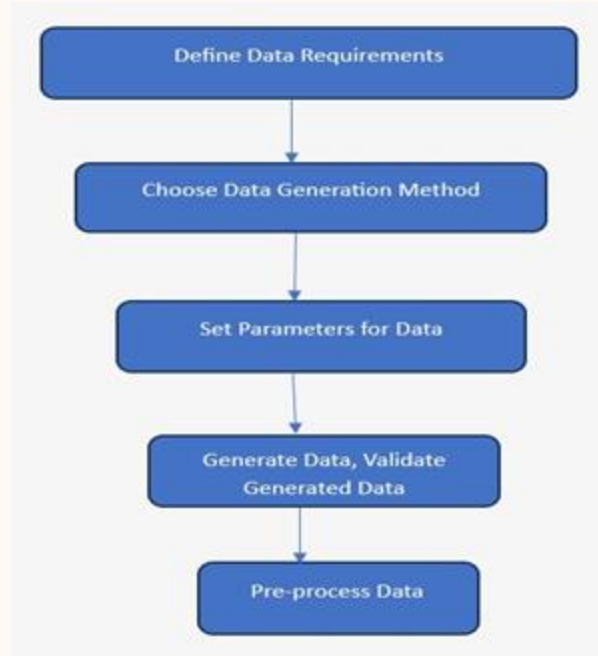 Define Data Requirements
Choose Data Generation Method
Set Parameters for Data
Generate Data, Validate
Generated Data
Pre-process Data